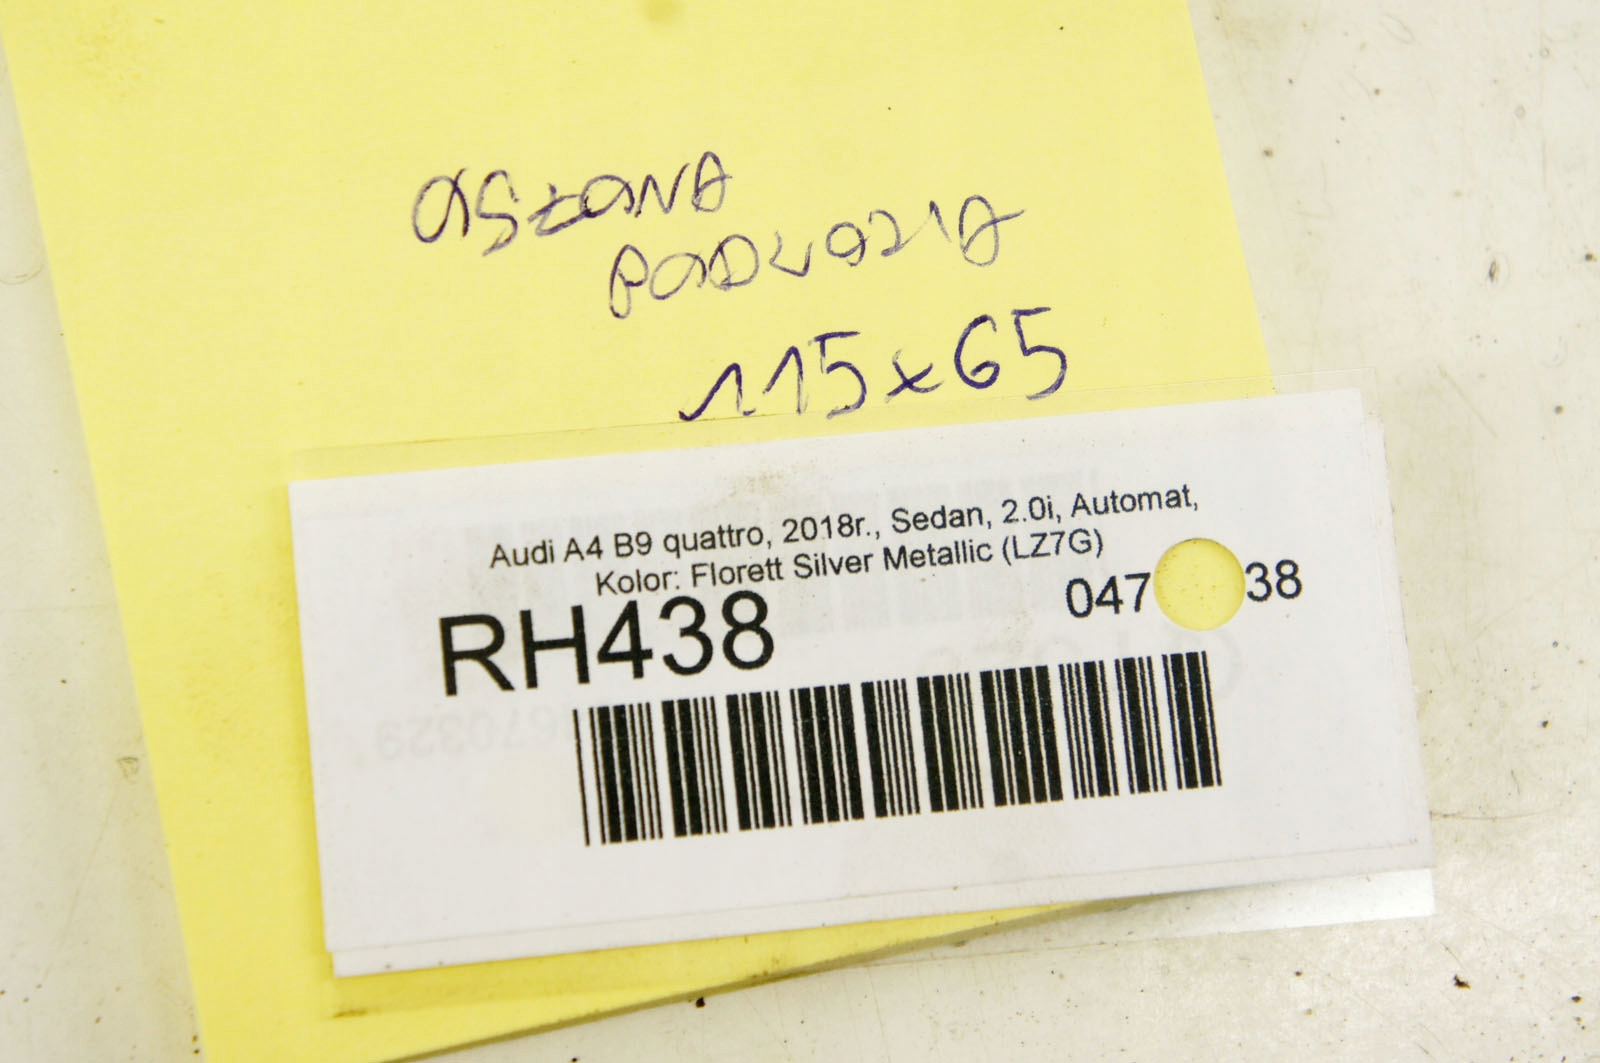 OSŁONA
PODWOZIA
115x65
Audi A4 B9 quattro, 2018r., Sedan, 2.0i, Automat,
Kolor: Florett Silver Metallic (LZ7G)
RH438
047 38